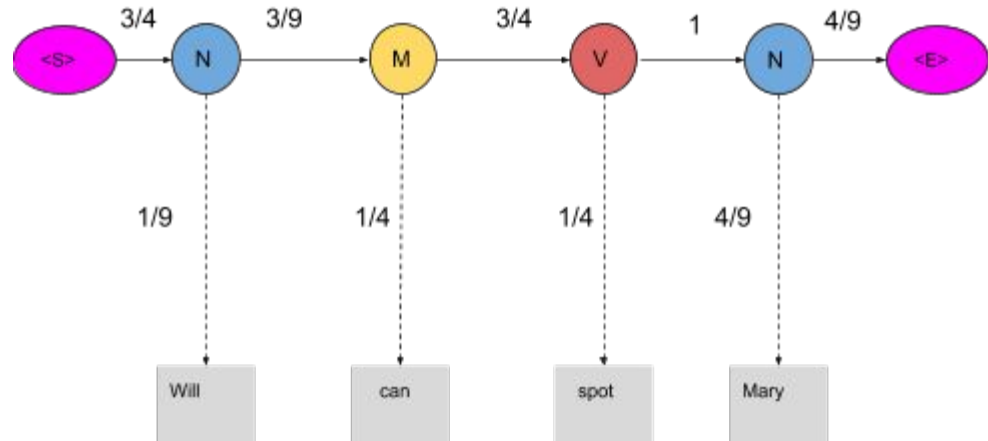 3/4 3/9 3/4 1 4/9
<S> N M V N <E>
1/9 1/4 1/4 4/9
Will can spot Mary